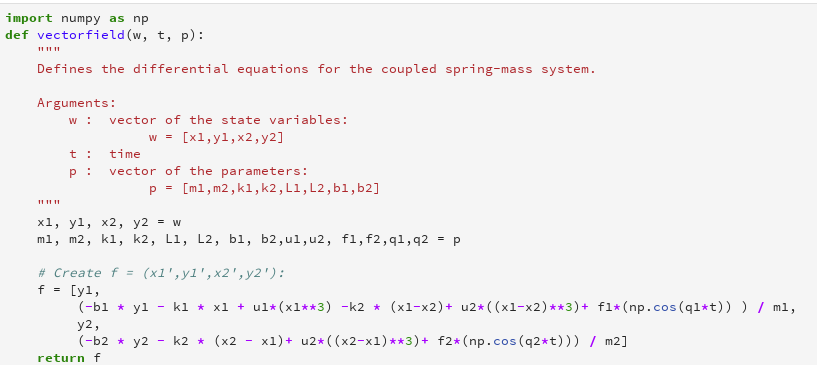 import numpy as np
def vectorfield(w, t, p):
    """
    Defines the differential equations for the coupled spring-mass system.

    Arguments:
        w :  vector of the state variables:
                  w = [x1,y1,x2,y2]
        t :  time
        p :  vector of the parameters:
                  p = [m1,m2,k1,k2,L1,L2,b1,b2]
    """
    x1, y1, x2, y2 = w
    m1, m2, k1, k2, L1, L2, b1, b2,u1,u2, f1,f2,q1,q2 = p

    # Create f = (x1',y1',x2',y2'):
    f = [y1,
         (-b1 * y1 - k1 * x1 + u1*(x1**3) -k2 * (x1-x2)+ u2*((x1-x2)**3)+ f1*(np.cos(q1*t)) ) / m1,
         y2,
         (-b2 * y2 - k2 * (x2 - x1)+ u2*((x2-x1)**3)+ f2*(np.cos(q2*t))) / m2]
    return f